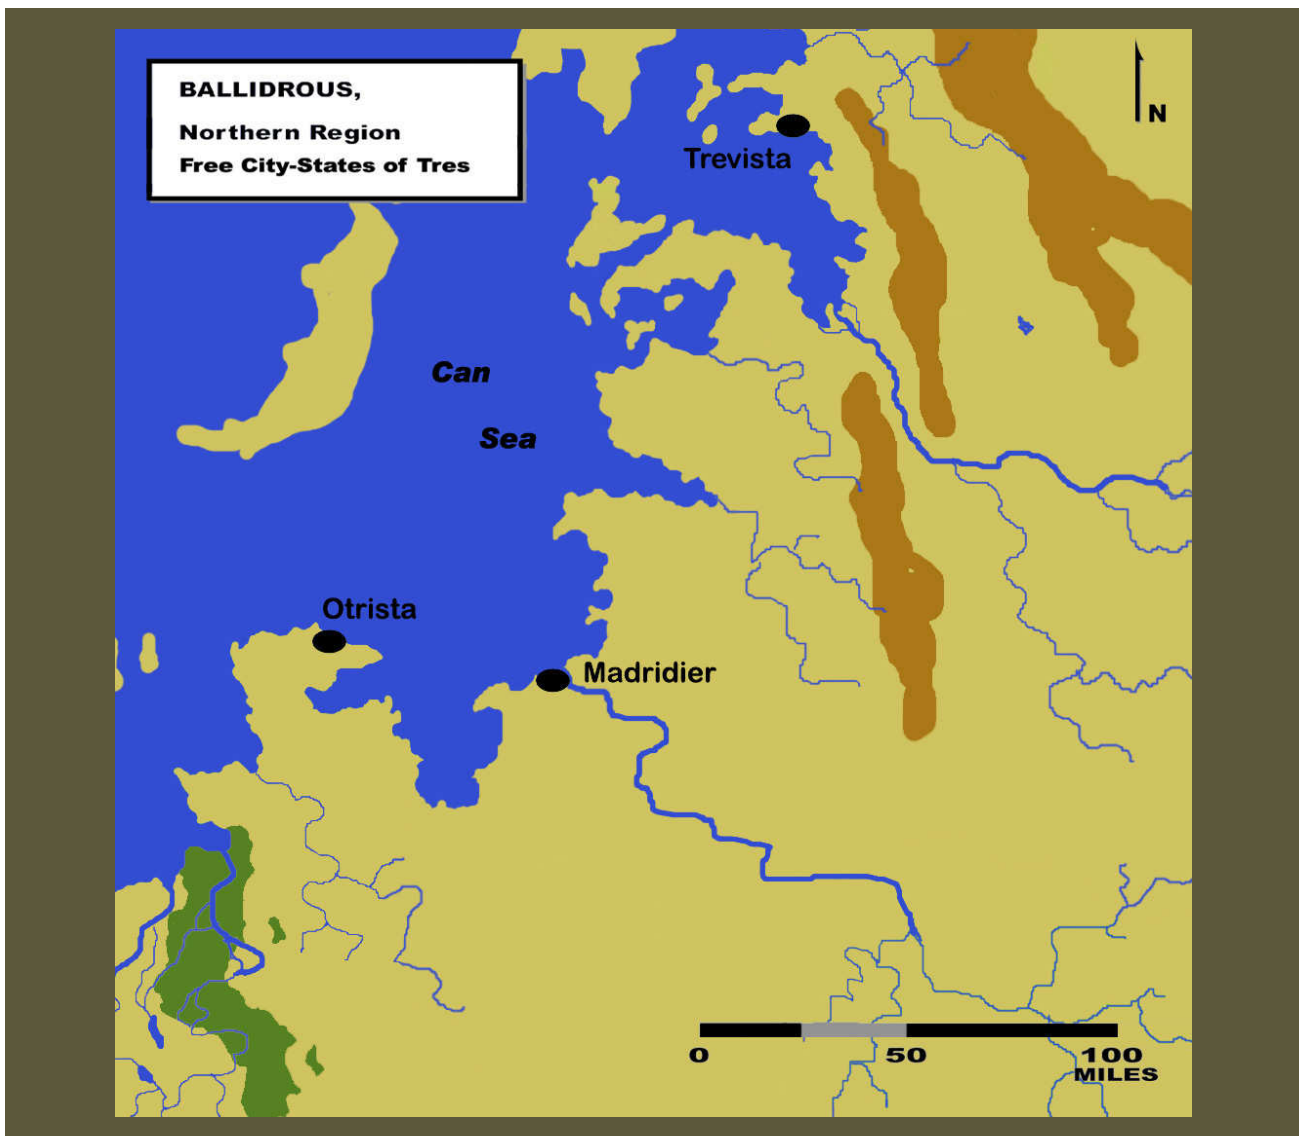 BALLIDROUS,
Northern Region
Free City-States of Tres
N
Trevista
Can
Sea
Otrista
Madridier
0 50 100
MILES